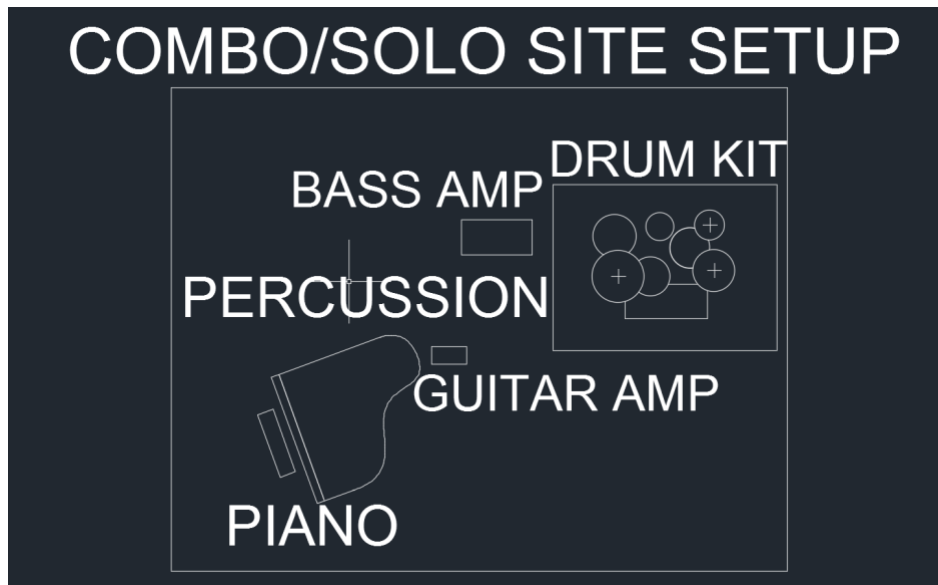 COMBO/SOLO SITE SETUP
DRUM KIT
BASS AMP
PERCUSSION
GUITAR AMP
PIANO